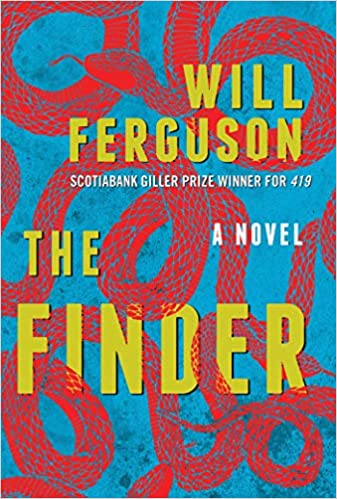 WILL
FERGUSON
SCOTIABANK GILLER PRIZE WINNER FOR 419
A NOVEL
THE
FINDER